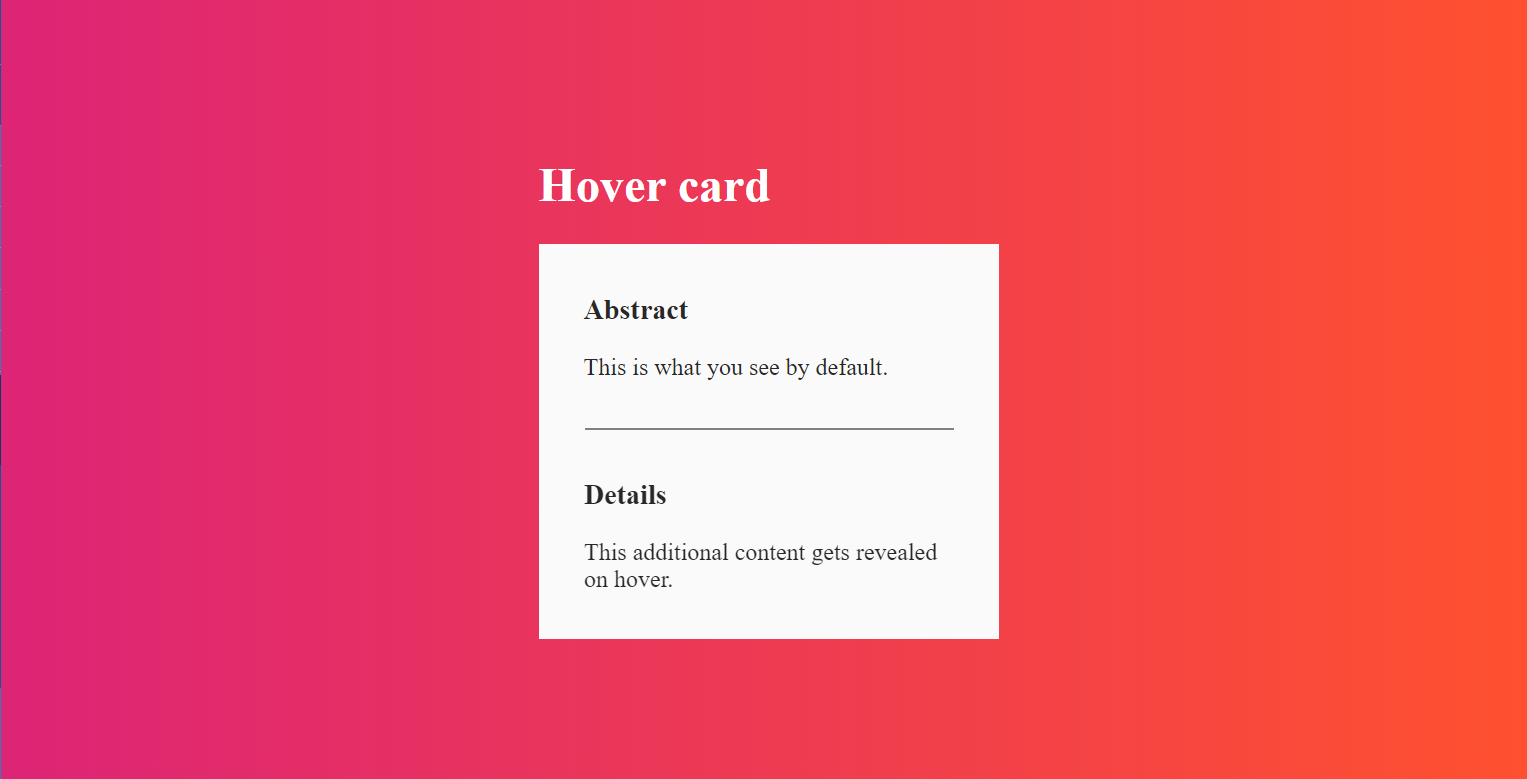 Hover card
Abstract
This is what you see by default.
Details
This additional content gets revealed
on hover.